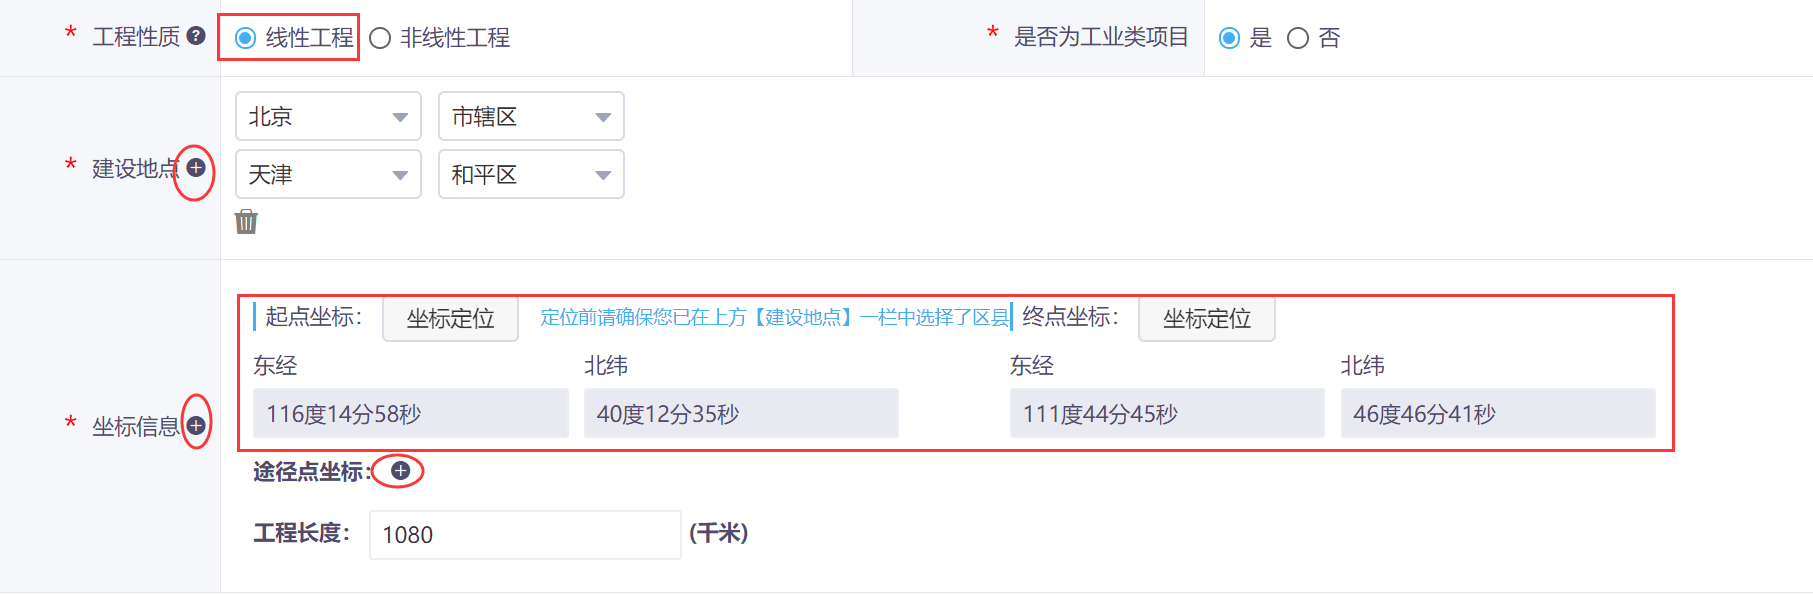 * 工程性质 ? 线性工程 非线性工程 * 是否为工业类项目 是 否
北京 市辖区
* 建设地点
天津 和平区
起点坐标： 坐标定位 定位前请确保您已在上方【建设地点】一栏中选择了区县 终点坐标： 坐标定位
东经 北纬 东经 北纬
* 坐标信息
116度14分58秒 40度12分35秒 111度44分45秒 46度46分41秒
途径点坐标：
工程长度： 1080 (千米)